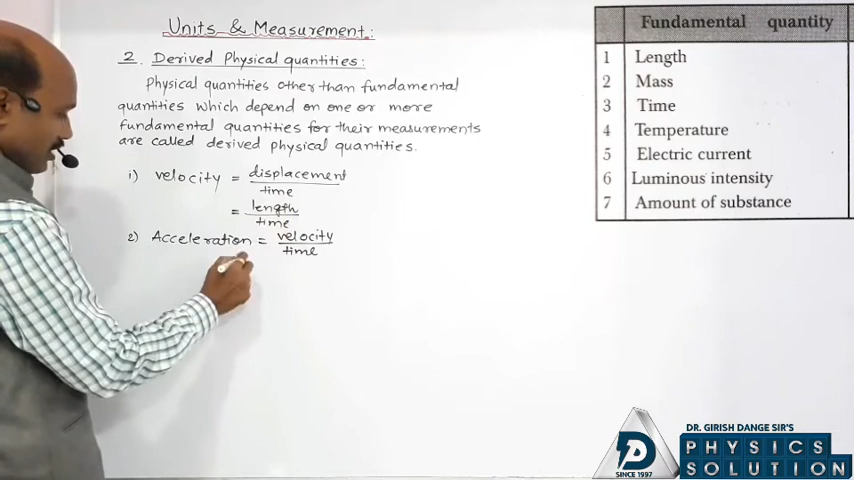 Units & Measurement:
2. Derived Physical quantities:
Physical quantities other than fundamental
quantities which depend on one or more
fundamental quantities for their measurements
are called derived physical quantities.
1) velocity = displacement
time
= length
time
2) Acceleration = velocity
time
Fundamental quantity
1 Length
2 Mass
3 Time
4 Temperature
5 Electric current
6 Luminous intensity
7 Amount of substance
DR. GIRISH DANGE SIR'S
PHYSICS
SOLUTION
SINCE 1997